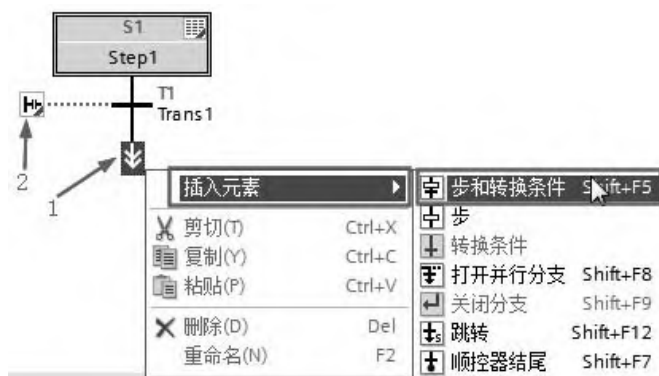 S1
Step1
T1
Trans1
2
1
插入元素
剪切(T) Ctrl+X
复制(Y) Ctrl+C
粘贴(P) Ctrl+V
删除(D) Del
重命名(N) F2
步和转换条件 Shift+F5
步
转换条件
打开并行分支 Shift+F8
关闭分支 Shift+F9
跳转 Shift+F12
顺控器结尾 Shift+F7